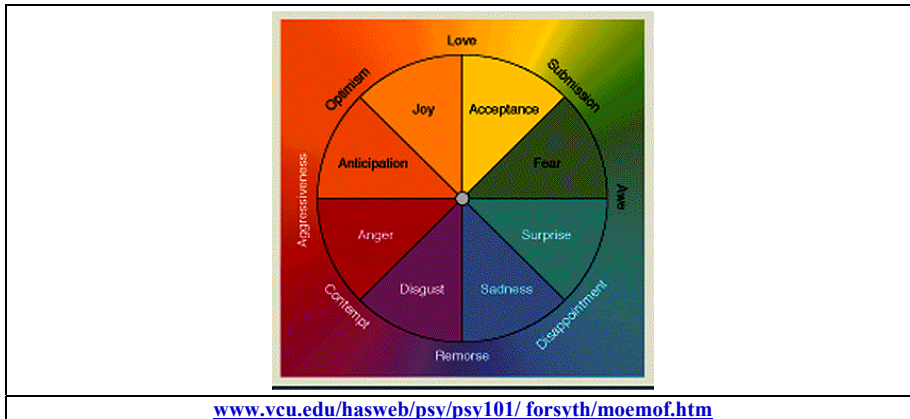 Love
Optimism
Submission
Joy
Acceptance
Anticipation
Fear
Aggressiveness
Awe
Anger
Surprise
Disgust
Sadness
Contempt
Disappointment
Remorse
www.vcu.edu/hasweb/psy/psy101/ forsyth/moemof.htm